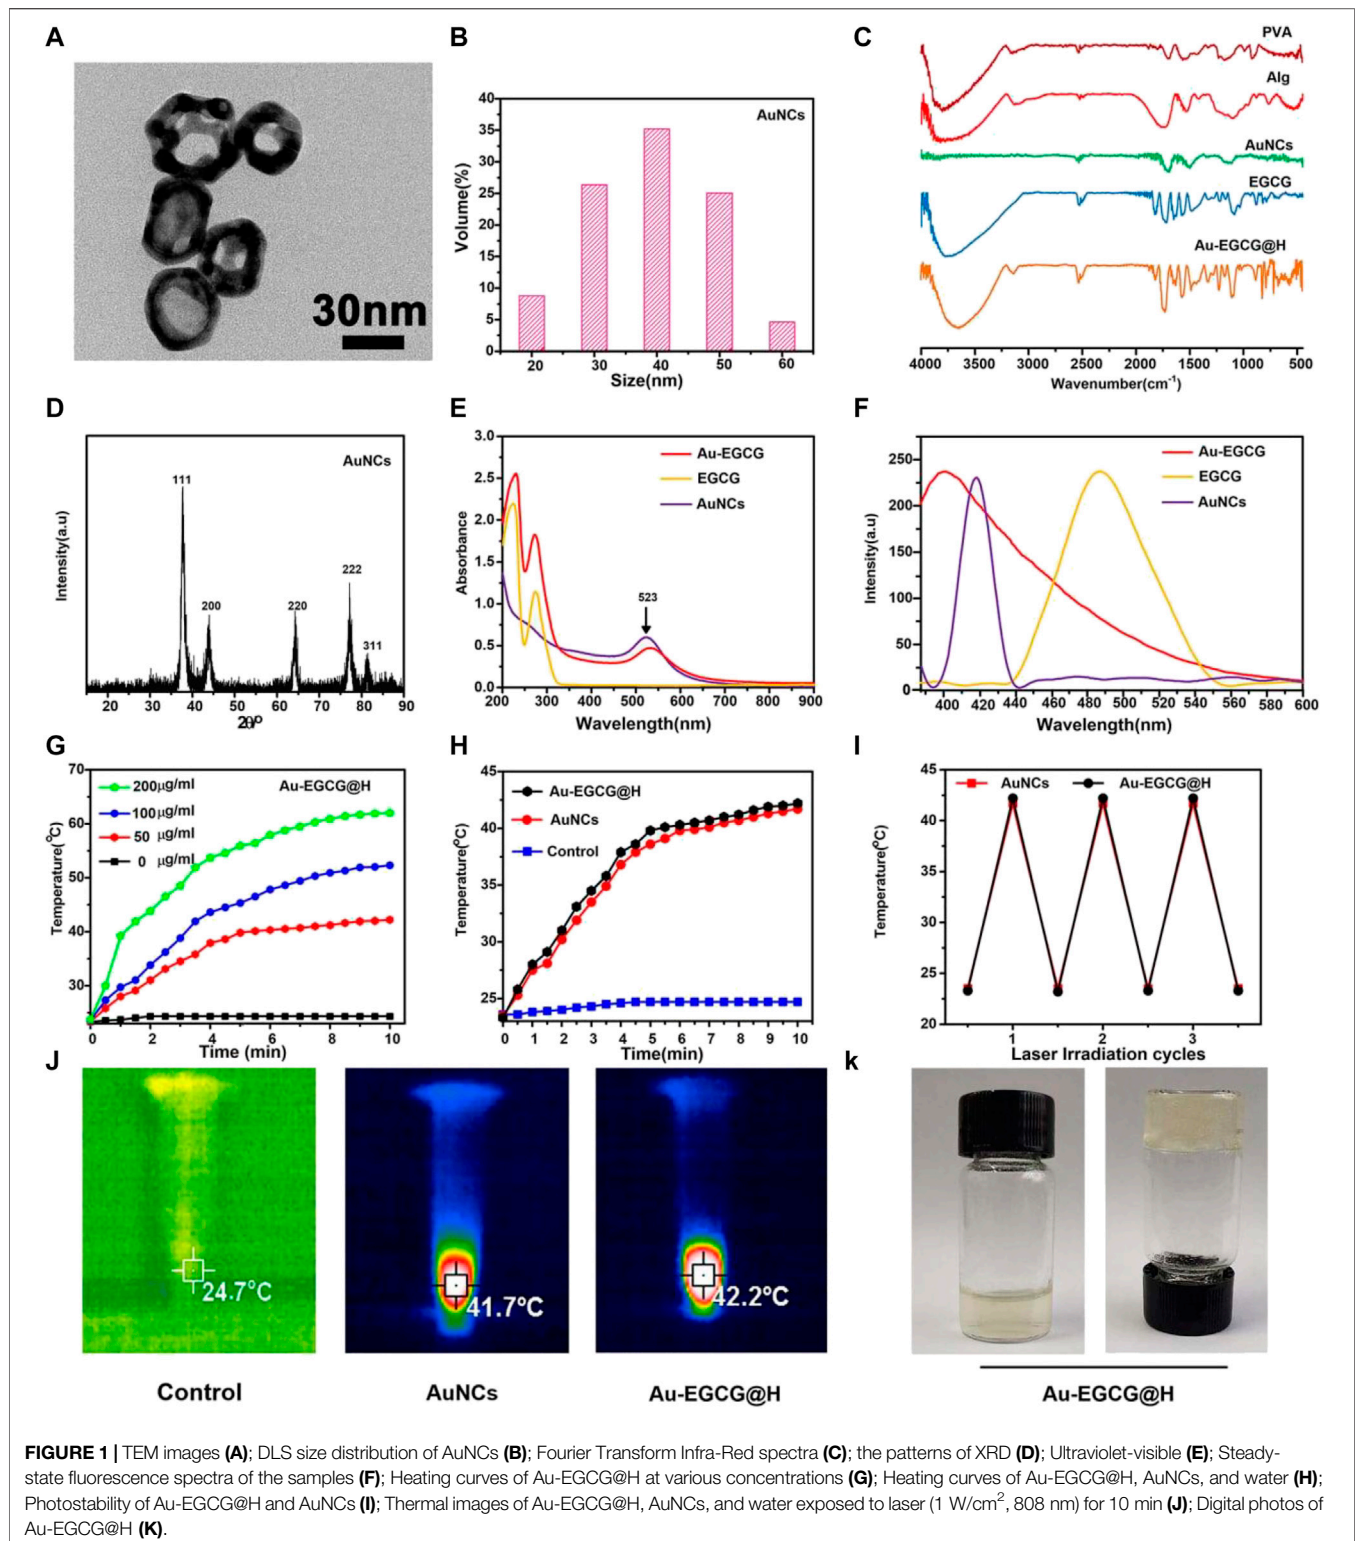 A
30nm
B
AuNCs
40
35
30
25
20
15
10
5
0
Volume(%)
20 30 40 50 60
Size(nm)
C
PVA
Alg
AuNCs
EGCG
Au-EGCG@H
4000 3500 3000 2500 2000 1500 1000 500
Wavenumber(cm⁻¹)
D
AuNCs
111
200
220
222
311
Intensity(a.u)
20 30 40 50 60 70 80 90
2θ/°
E
3.0
2.5
2.0
1.5
1.0
0.5
0.0
Absorbance
Au-EGCG
EGCG
AuNCs
523
200 300 400 500 600 700 800 900
Wavelength(nm)
F
250
200
150
100
50
0
Intensity(a.u)
Au-EGCG
EGCG
AuNCs
400 420 440 460 480 500 520 540 560 580 600
Wavelength(nm)
G
70
60
50
40
30
Temperature(°C)
200μg/ml
100μg/ml
50 μg/ml
0 μg/ml
Au-EGCG@H
0 2 4 6 8 10
Time (min)
H
45
40
35
30
25
Temperature(°C)
Au-EGCG@H
AuNCs
Control
0 1 2 3 4 5 6 7 8 9 10
Time(min)
I
45
40
35
30
25
20
Temperature(°C)
AuNCs Au-EGCG@H
1 2 3
Laser Irradiation cycles
J
24.7°C
41.7°C
42.2°C
Control
AuNCs
Au-EGCG@H
k
Au-EGCG@H
FIGURE 1 | TEM images (A); DLS size distribution of AuNCs (B); Fourier Transform Infra-Red spectra (C); the patterns of XRD (D); Ultraviolet-visible (E); Steady-
state fluorescence spectra of the samples (F); Heating curves of Au-EGCG@H at various concentrations (G); Heating curves of Au-EGCG@H, AuNCs, and water (H);
Photostability of Au-EGCG@H and AuNCs (I); Thermal images of Au-EGCG@H, AuNCs, and water exposed to laser (1 W/cm², 808 nm) for 10 min (J); Digital photos of
Au-EGCG@H (K).